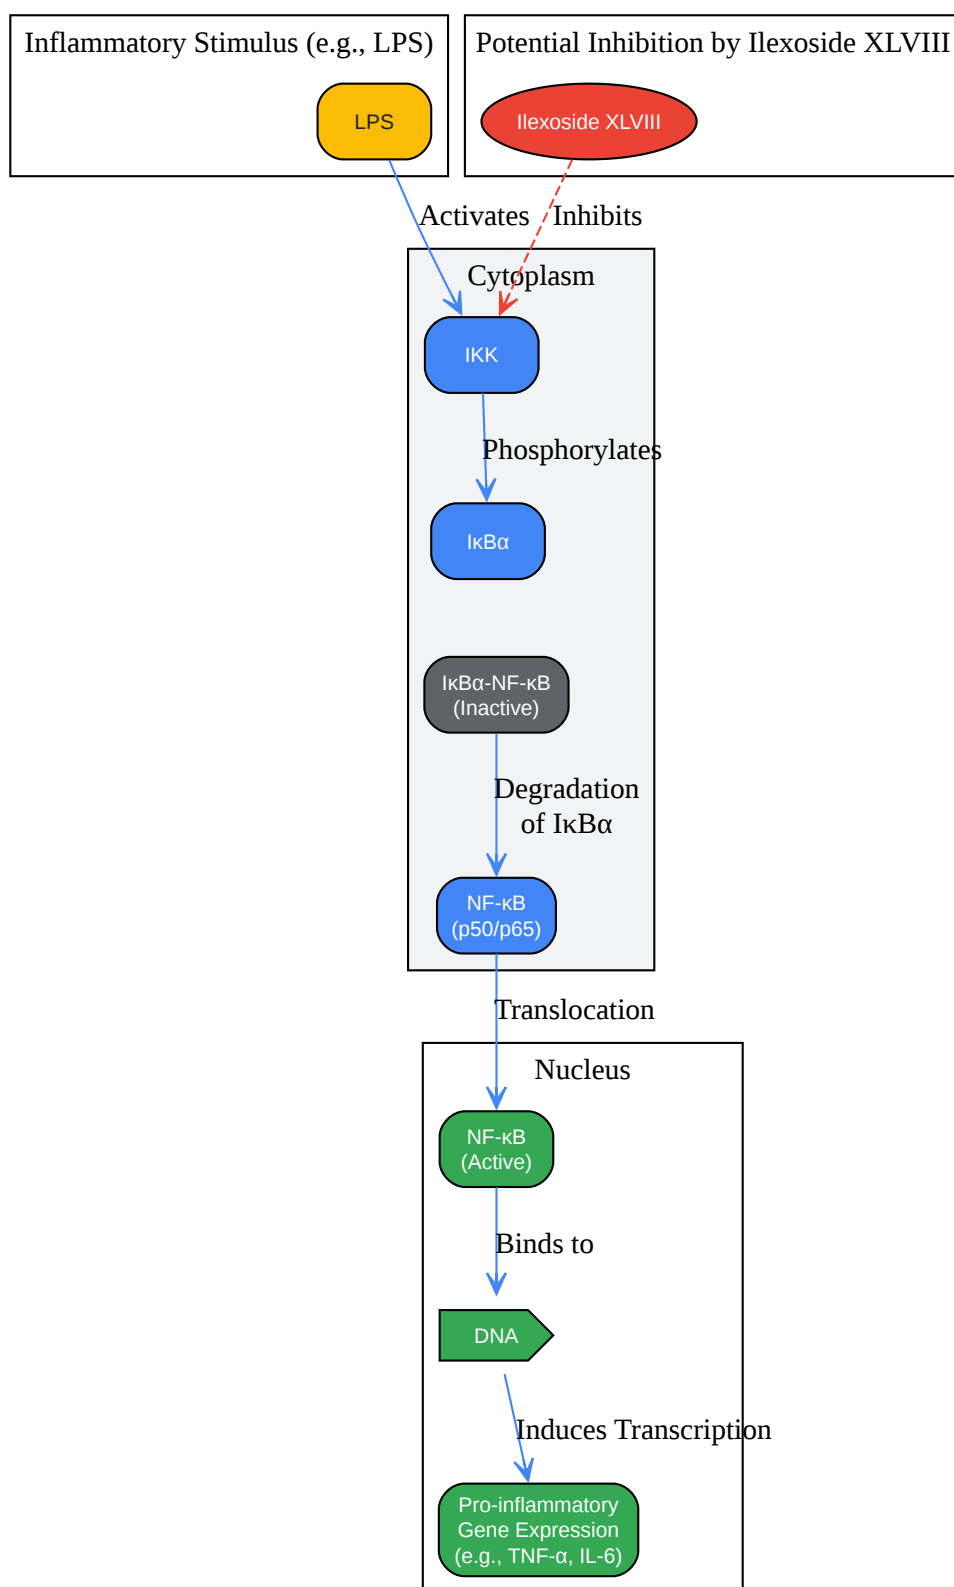 Inflammatory Stimulus (e.g., LPS)
Potential Inhibition by Ilexoside XLVIII
LPS
Ilexoside XLVIII
Activates
Inhibits
Cytoplasm
IKK
Phosphorylates
IκBα
IκBα-NF-κB
(Inactive)
Degradation
of IκBα
NF-κB
(p50/p65)
Translocation
Nucleus
NF-κB
(Active)
Binds to
DNA
Induces Transcription
Pro-inflammatory
Gene Expression
(e.g., TNF-α, IL-6)